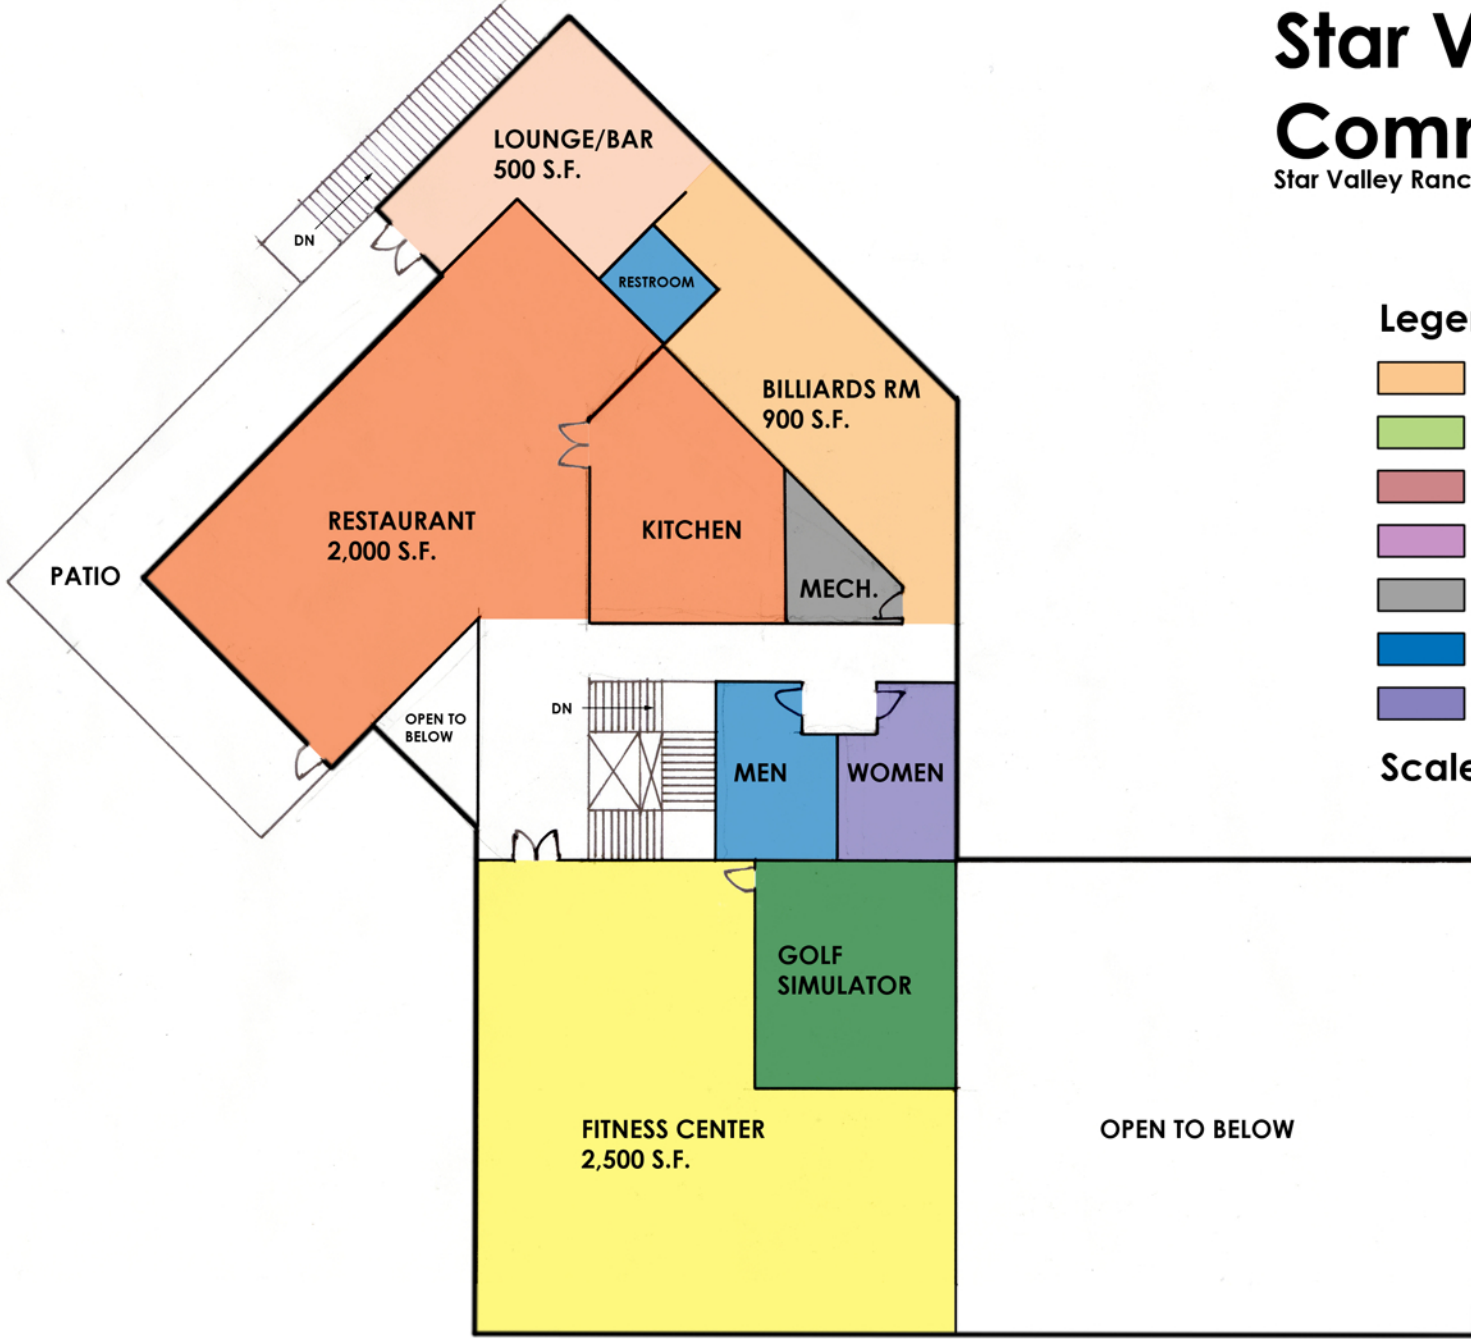 Star V
Comm
Star Valley Ranc
LOUNGE/BAR
500 S.F.
DN
RESTROOM
Lege
BILLIARDS RM
900 S.F.
RESTAURANT
2,000 S.F.
KITCHEN
PATIO
MECH.
DN
OPEN TO
BELOW
MEN
WOMEN
Scale
GOLF
SIMULATOR
FITNESS CENTER
2,500 S.F.
OPEN TO BELOW